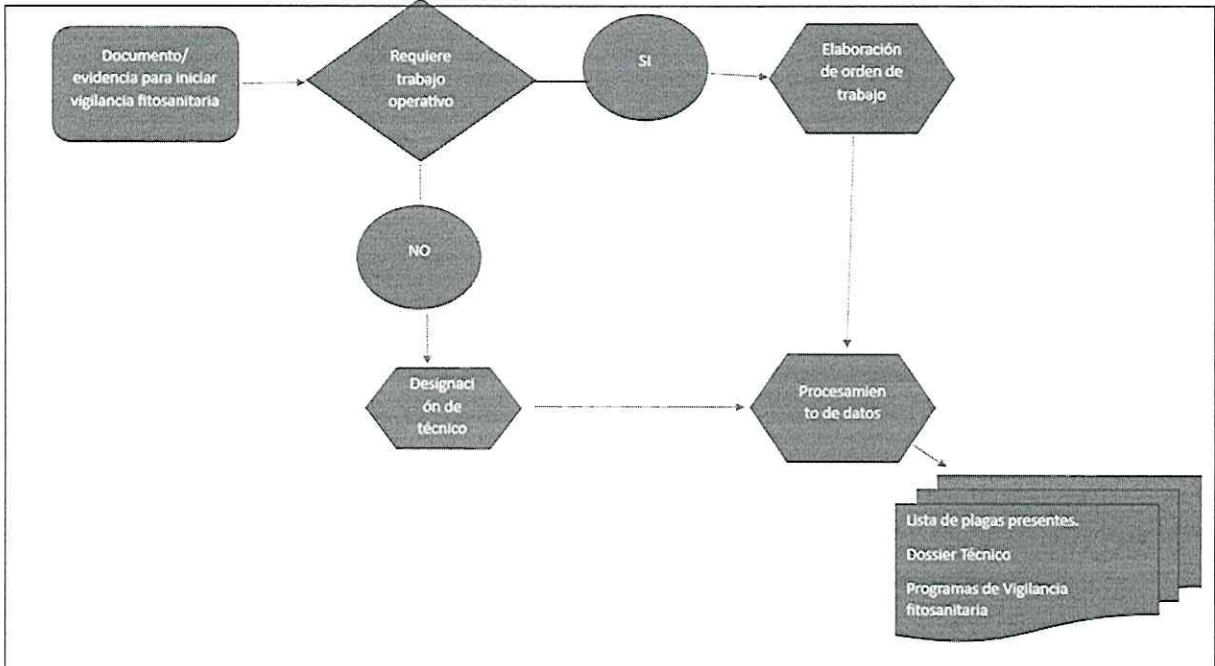 Documento/
evidencia para iniciar
vigilancia fitosanitaria
Requiere
trabajo
operativo
SI
Elaboración
de orden de
trabajo
NO
Designaci
ón de
técnico
Procesamien
to de datos
Lista de plagas presentes.
Dossier Técnico
Programas de Vigilancia
fitosanitaria